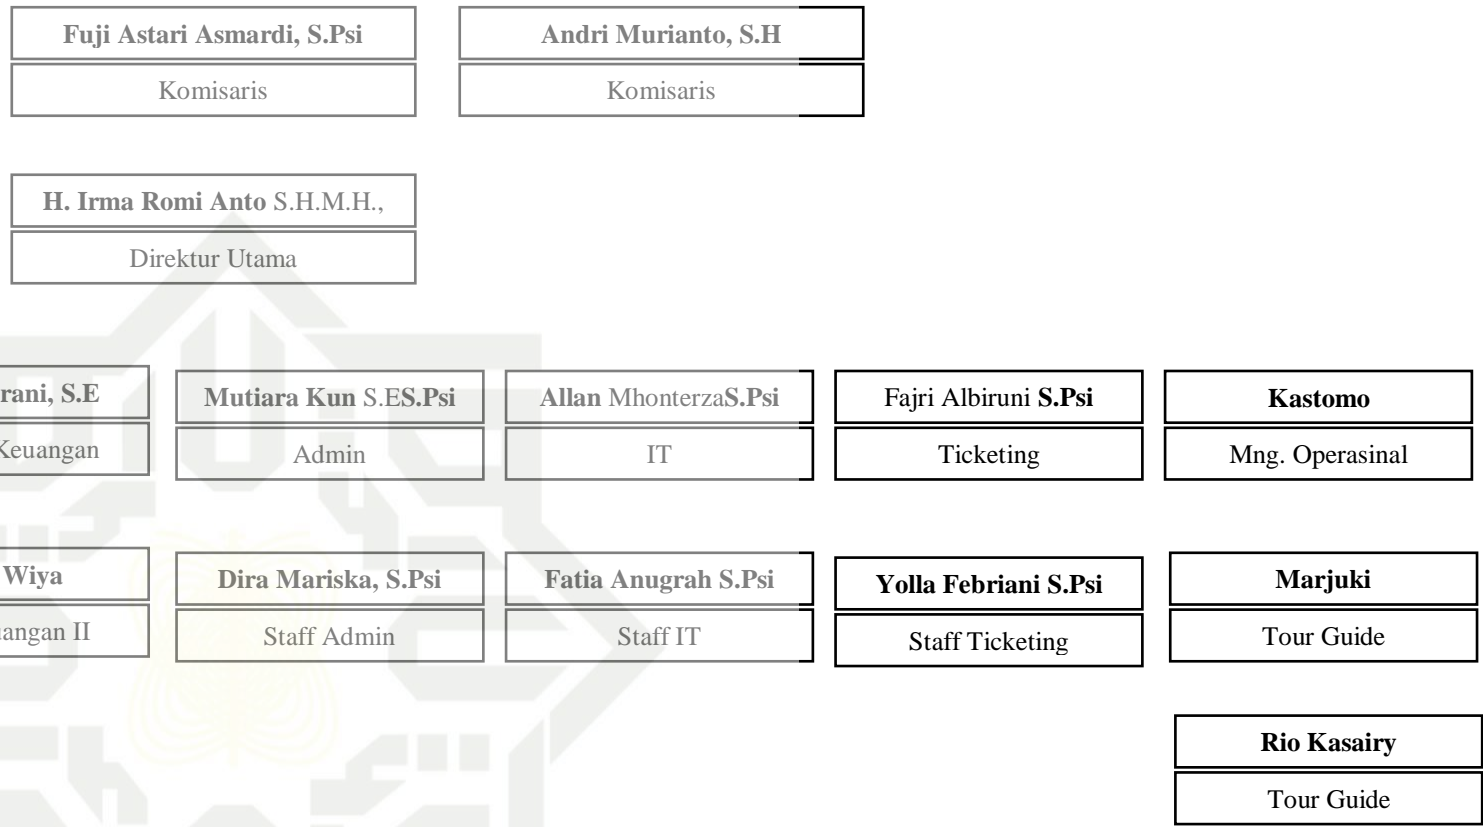 Fuji Astari Asmardi, S.Psi
Komisaris
Andri Murianto, S.H
Komisaris
H. Irma Romi Anto S.H.M.H.,
Direktur Utama
rani, S.E
Keuangan
Mutiara Kun S.ES.Psi
Admin
Allan MhonterzaS.Psi
IT
Fajri Albiruni S.Psi
Ticketing
Kastomo
Mng. Operasinal
Wiya
angan II
Dira Mariska, S.Psi
Staff Admin
Fatia Anugrah S.Psi
Staff IT
Yolla Febriani S.Psi
Staff Ticketing
Marjuki
Tour Guide
Rio Kasairy
Tour Guide